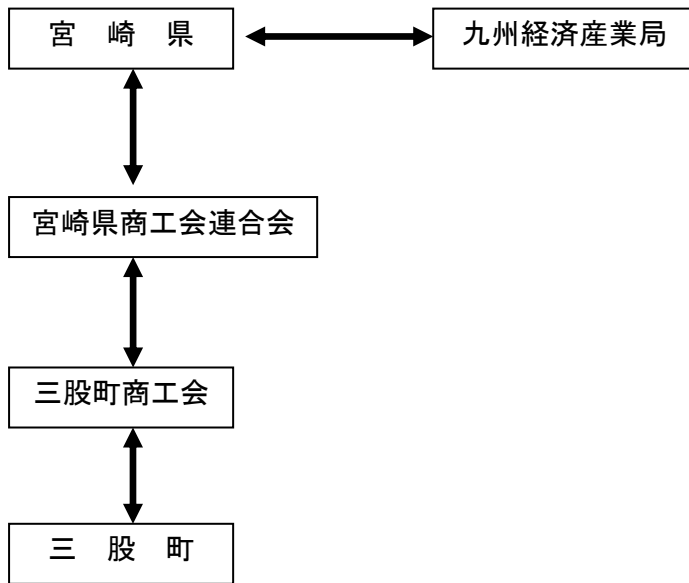 宮　崎　県
九州経済産業局
宮崎県商工会連合会
三股町商工会
三　股　町